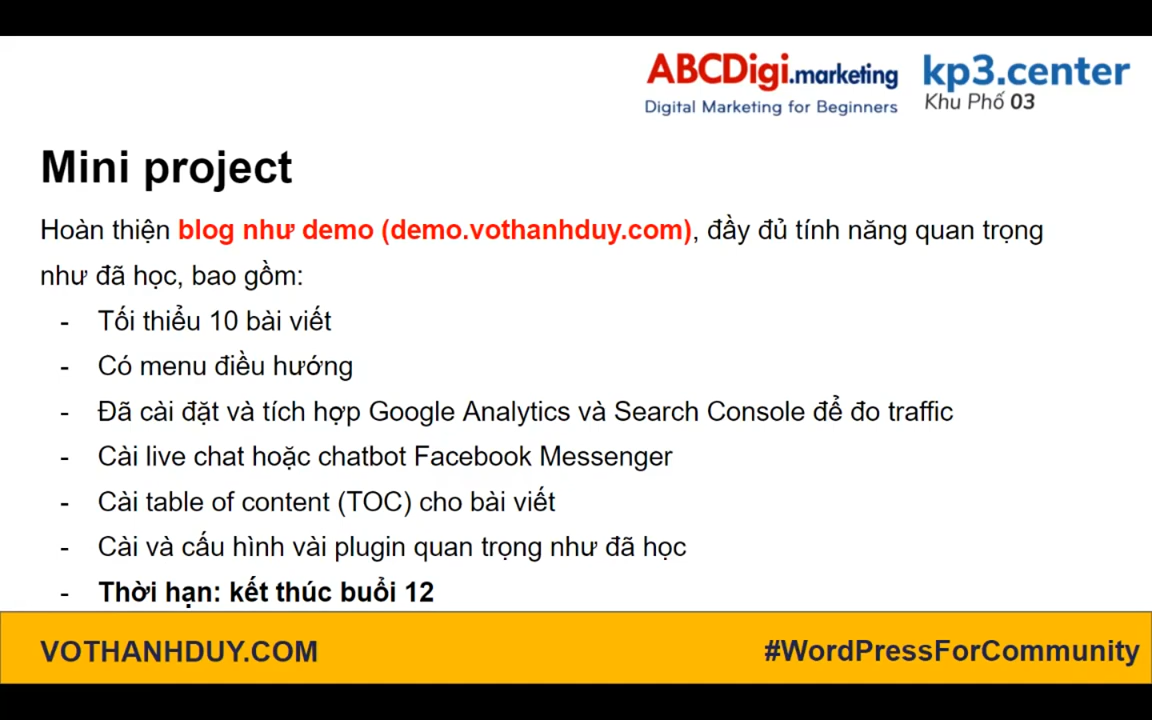 ABCDigi.marketing
Digital Marketing for Beginners
kp3.center
Khu Phố 03
Mini project
Hoàn thiện blog như demo (demo.vothanhduy.com), đầy đủ tính năng quan trọng
như đã học, bao gồm:
- Tối thiểu 10 bài viết
- Có menu điều hướng
- Đã cài đặt và tích hợp Google Analytics và Search Console để đo traffic
- Cài live chat hoặc chatbot Facebook Messenger
- Cài table of content (TOC) cho bài viết
- Cài và cấu hình vài plugin quan trọng như đã học
- Thời hạn: kết thúc buổi 12
VOTHANHDUY.COM
#WordPressForCommunity